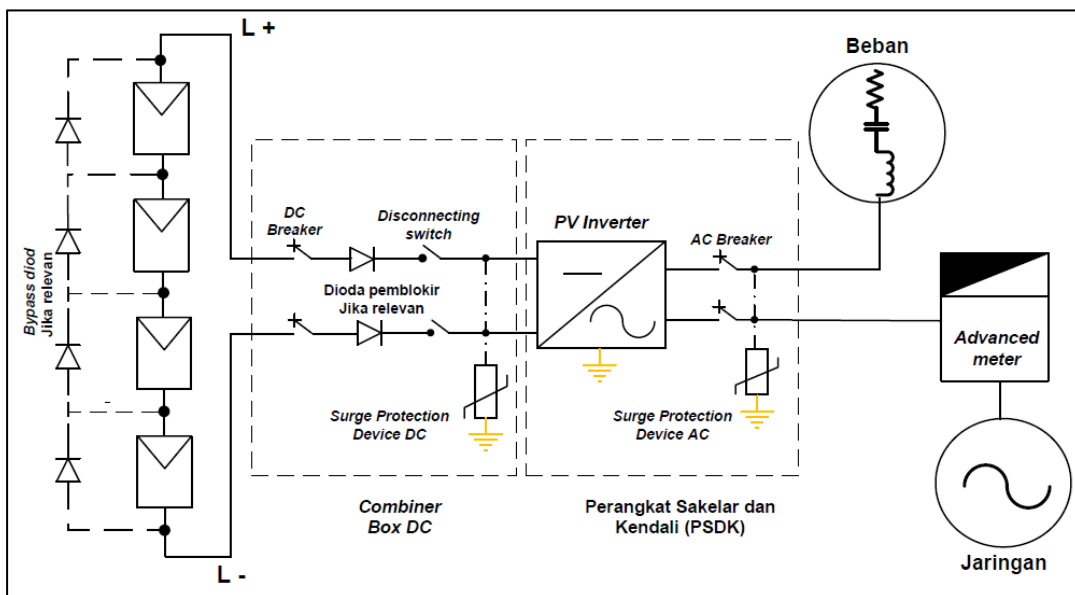 L +
Beban
DC
Breaker
Disconnecting
switch
PV Inverter
AC Breaker
Bypass diod
Jika relevan
Dioda pemblokir
Jika relevan
Advanced
meter
Surge Protection
Device DC
Surge Protection
Device AC
Combiner
Box DC
Perangkat Sakelar dan
Kendali (PSDK)
Jaringan
L -